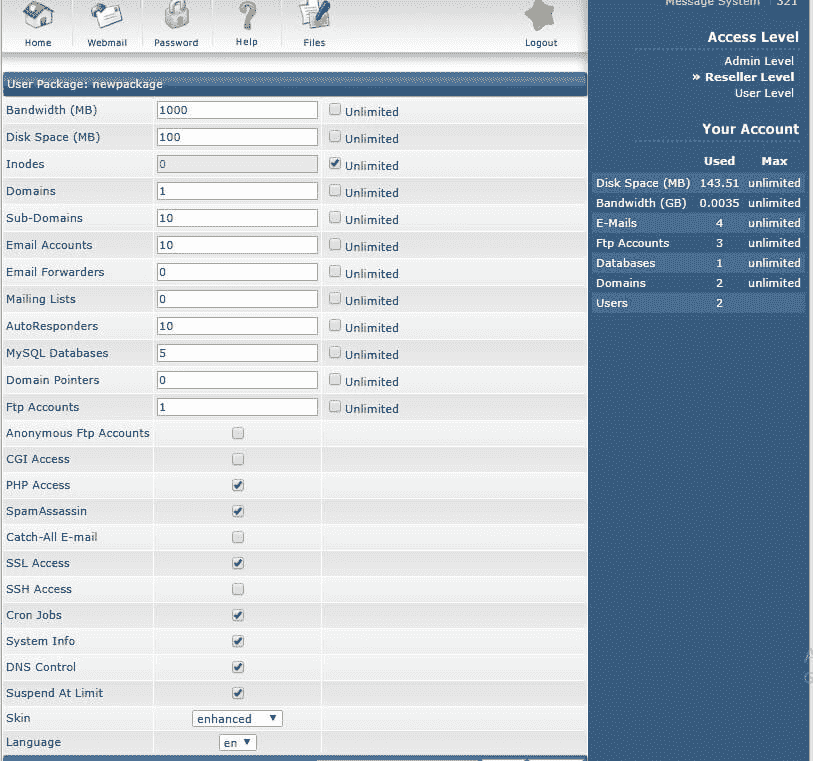 Message System 321
Home Webmail Password Help Files Logout
Access Level
Admin Level
» Reseller Level
User Level
Your Account
Used Max
Disk Space (MB) 143.51 unlimited
Bandwidth (GB) 0.0035 unlimited
E-Mails 4 unlimited
Ftp Accounts 3 unlimited
Databases 1 unlimited
Domains 2 unlimited
Users 2
User Package: newpackage
Bandwidth (MB) 1000 Unlimited
Disk Space (MB) 100 Unlimited
Inodes 0 Unlimited
Domains 1 Unlimited
Sub-Domains 10 Unlimited
Email Accounts 10 Unlimited
Email Forwarders 0 Unlimited
Mailing Lists 0 Unlimited
AutoResponders 10 Unlimited
MySQL Databases 5 Unlimited
Domain Pointers 0 Unlimited
Ftp Accounts 1 Unlimited
Anonymous Ftp Accounts
CGI Access
PHP Access
SpamAssassin
Catch-All E-mail
SSL Access
SSH Access
Cron Jobs
System Info
DNS Control
Suspend At Limit
Skin enhanced
Language en